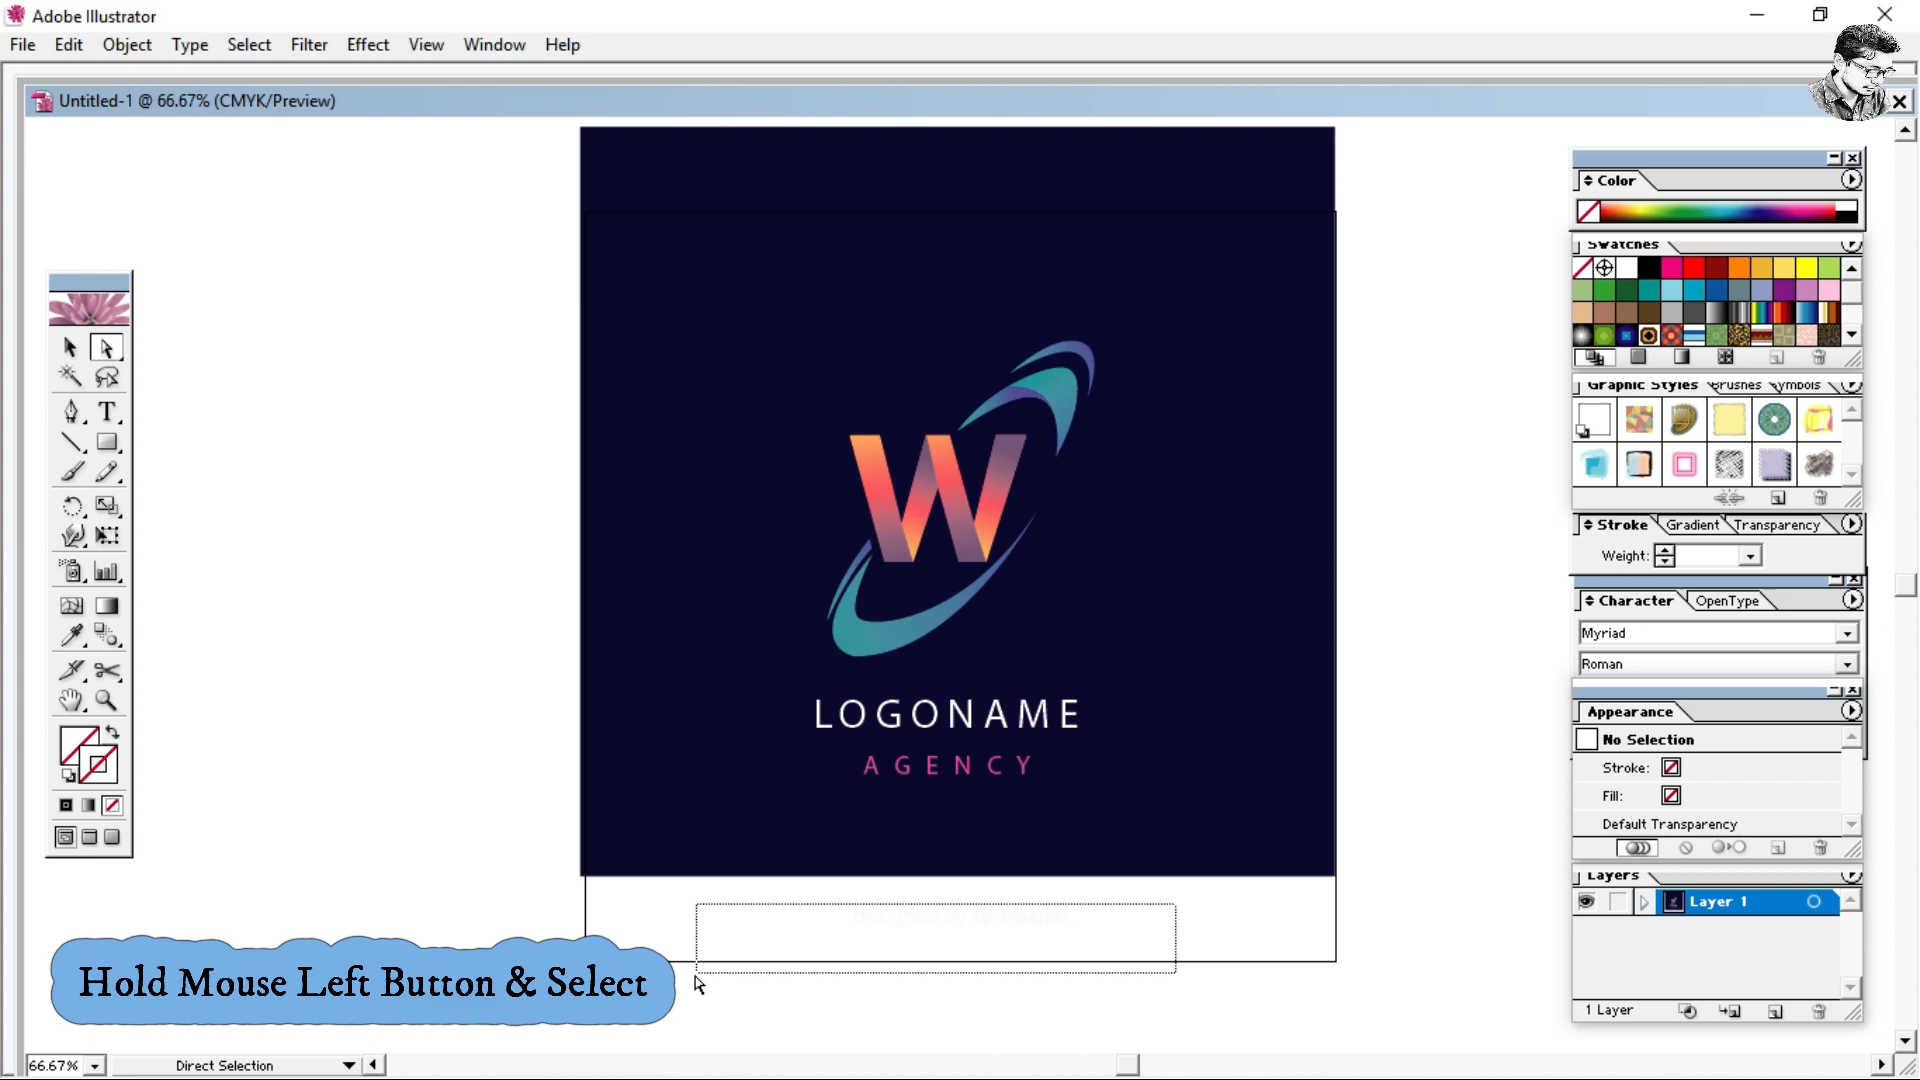 Adobe Illustrator
File Edit Object Type Select Filter Effect View Window Help
Untitled-1 @ 66.67% (CMYK/Preview)
Color
Swatches
Graphic Styles Brushes Symbols
Stroke Gradient Transparency
Weight:
Character OpenType
Myriad
Roman
Appearance
No Selection
Stroke:
Fill:
Default Transparency
Layers
Layer 1
1 Layer
W
LOGONAME
AGENCY
Hold Mouse Left Button & Select
66.67% Direct Selection